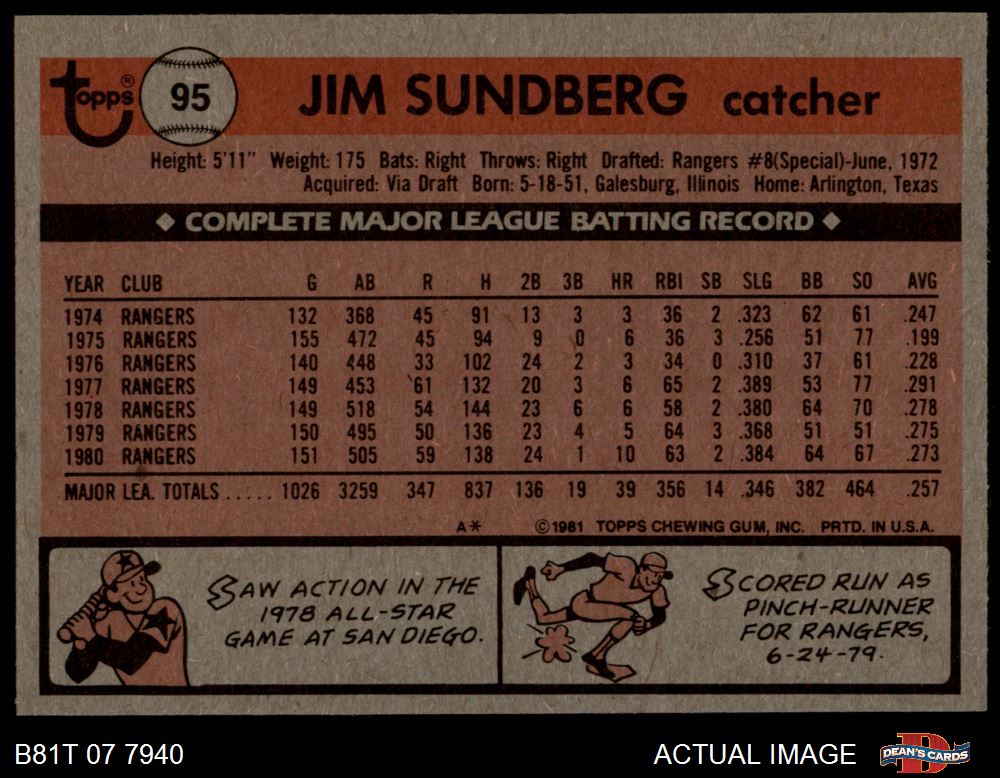 Topps® 95 JIM SUNDBERG catcher
Height: 5'11" Weight: 175 Bats: Right Throws: Right Drafted: Rangers #8(Special)-June, 1972
Acquired: Via Draft Born: 5-18-51, Galesburg, Illinois Home: Arlington, Texas
◆ COMPLETE MAJOR LEAGUE BATTING RECORD ◆
YEAR CLUB G AB R H 2B 3B HR RBI SB SLG BB SO AVG
1974 RANGERS 132 368 45 91 13 3 3 36 2 .323 62 61 .247
1975 RANGERS 155 472 45 94 9 0 6 36 3 .256 51 77 .199
1976 RANGERS 140 448 33 102 24 2 3 34 0 .310 37 61 .228
1977 RANGERS 149 453 61 132 20 3 6 65 2 .389 53 77 .291
1978 RANGERS 149 518 54 144 23 6 6 58 2 .380 64 70 .278
1979 RANGERS 150 495 50 136 23 4 5 64 3 .368 51 51 .275
1980 RANGERS 151 505 59 138 24 1 10 63 2 .384 64 67 .273
MAJOR LEA. TOTALS ..... 1026 3259 347 837 136 19 39 356 14 .346 382 464 .257
A* ©1981 TOPPS CHEWING GUM, INC. PRTD. IN U.S.A.
SAW ACTION IN THE
1978 ALL-STAR
GAME AT SAN DIEGO.
SCORED RUN AS
PINCH-RUNNER
FOR RANGERS,
6-24-79.
B81T 07 7940 ACTUAL IMAGE DEAN'S CARDS